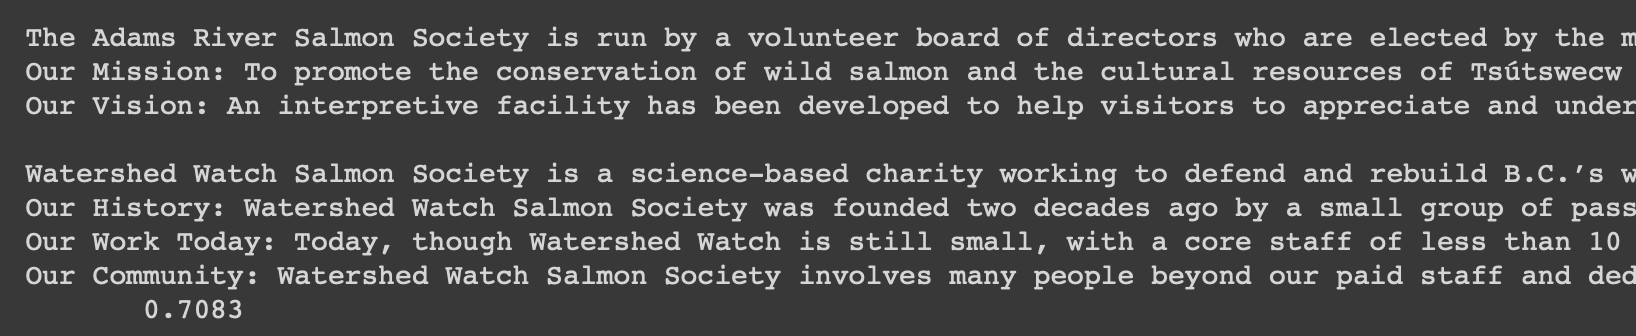 The Adams River Salmon Society is run by a volunteer board of directors who are elected by the
Our Mission: To promote the conservation of wild salmon and the cultural resources of Tsútswecw
Our Vision: An interpretive facility has been developed to help visitors to appreciate and under
Watershed Watch Salmon Society is a science-based charity working to defend and rebuild B.C.’s w
Our History: Watershed Watch Salmon Society was founded two decades ago by a small group of pass
Our Work Today: Today, though Watershed Watch is still small, with a core staff of less than 10
Our Community: Watershed Watch Salmon Society involves many people beyond our paid staff and ded
0.7083